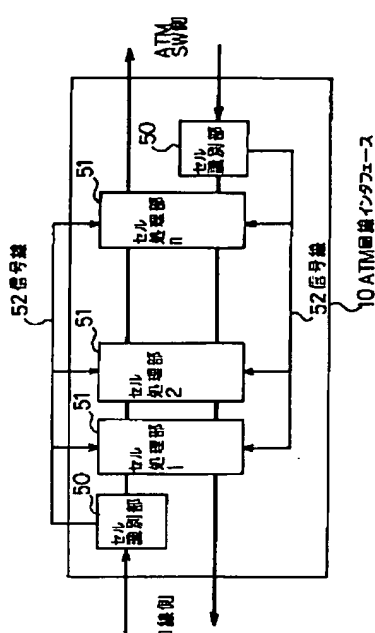 ATM
SW側
50
セル
識別部
51
セル
処理部
n
52 信号線
51
セル
処理部
2
51
セル
処理部
1
50
セル
識別部
52 信号線
10 ATM回線インタフェース
線側